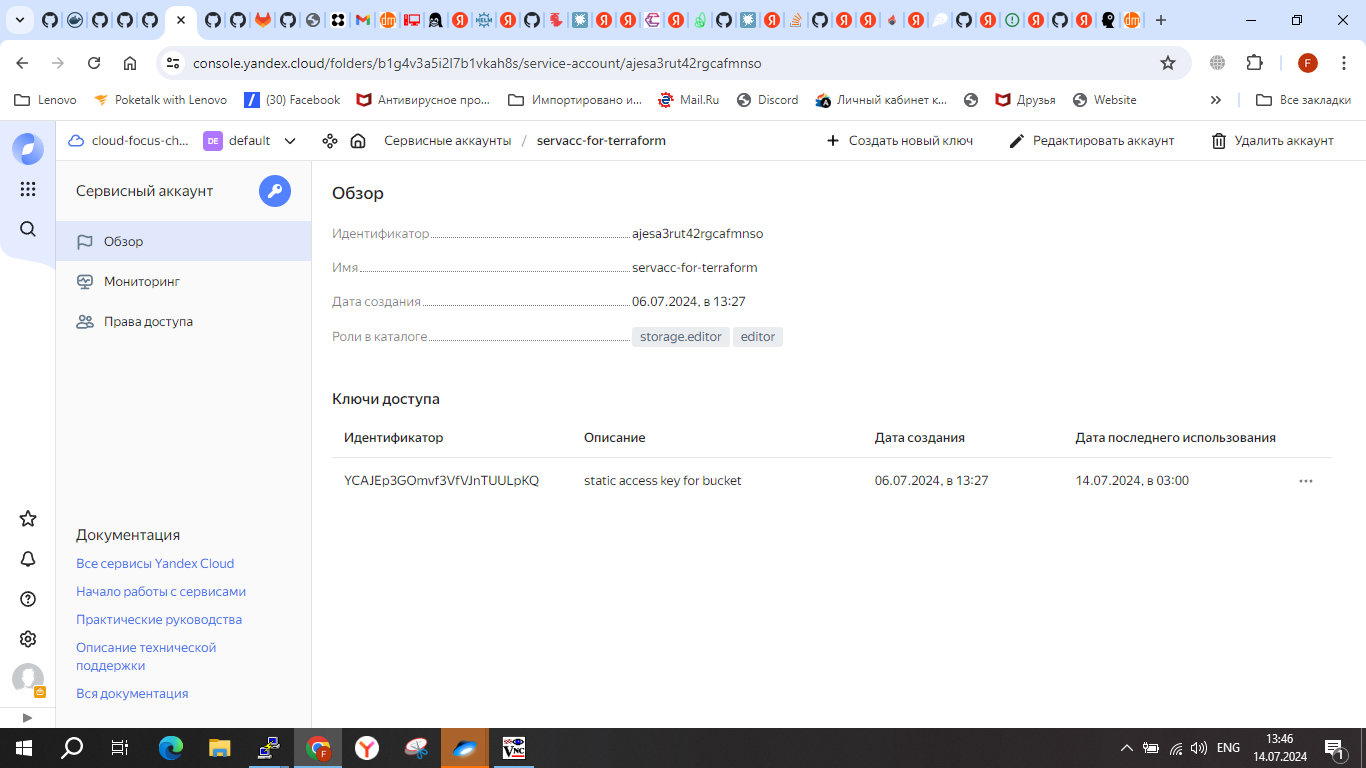 console.yandex.cloud/folders/b1g4v3a5i2l7b1vkah8s/service-account/ajesa3rut42rgcafmnso
F
Lenovo
Poketalk with Lenovo
(30) Facebook
Антивирусное про...
Импортировано и...
Mail.Ru
Discord
Личный кабинет к...
Друзья
Website
Все закладки
cloud-focus-ch...
DE
default
Сервисные аккаунты / servacc-for-terraform
Создать новый ключ
Редактировать аккаунт
Удалить аккаунт
Сервисный аккаунт
Обзор
Мониторинг
Права доступа
Документация
Все сервисы Yandex Cloud
Начало работы с сервисами
Практические руководства
Описание технической
поддержки
Вся документация
Обзор
Идентификатор ajesa3rut42rgcafmnso
Имя servacc-for-terraform
Дата создания 06.07.2024, в 13:27
Роли в каталоге storage.editor editor
Ключи доступа
Идентификатор Описание Дата создания Дата последнего использования
YCAJEp3GOmvf3VfVJnTUULpKQ static access key for bucket 06.07.2024, в 13:27 14.07.2024, в 03:00
ENG
13:46
14.07.2024
1